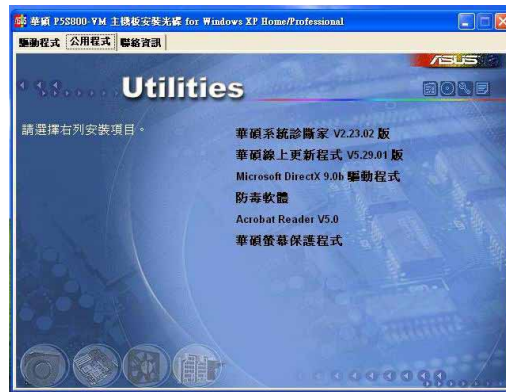 華碩 P5S800-VM 主機板安裝光碟 for Windows XP Home/Professional
驅動程式 公用程式 聯絡資訊
ASUS
Utilities
請選擇右列安裝項目。
華碩系統診斷家 V2.23.02 版
華碩線上更新程式 V5.29.01 版
Microsoft DirectX 9.0b 驅動程式
防毒軟體
Acrobat Reader V5.0
華碩螢幕保護程式